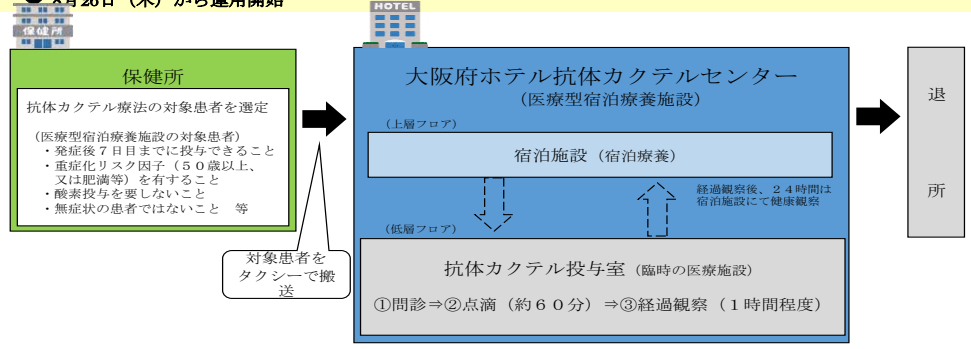 ● 8月26日（木）から運用開始
保健所
HOTEL
保健所
抗体カクテル療法の対象患者を選定
（医療型宿泊療養施設の対象患者）
・発症後７日目までに投与できること
・重症化リスク因子（５０歳以上、
又は肥満等）を有すること
・酸素投与を要しないこと
・無症状の患者ではないこと　等
対象患者を
タクシーで搬
送
大阪府ホテル抗体カクテルセンター
（医療型宿泊療養施設）
（上層フロア）
宿泊施設（宿泊療養）
経過観察後、２４時間は
宿泊施設にて健康観察
（低層フロア）
抗体カクテル投与室（臨時の医療施設）
①問診⇒②点滴（約６０分）⇒③経過観察（１時間程度）
退
所